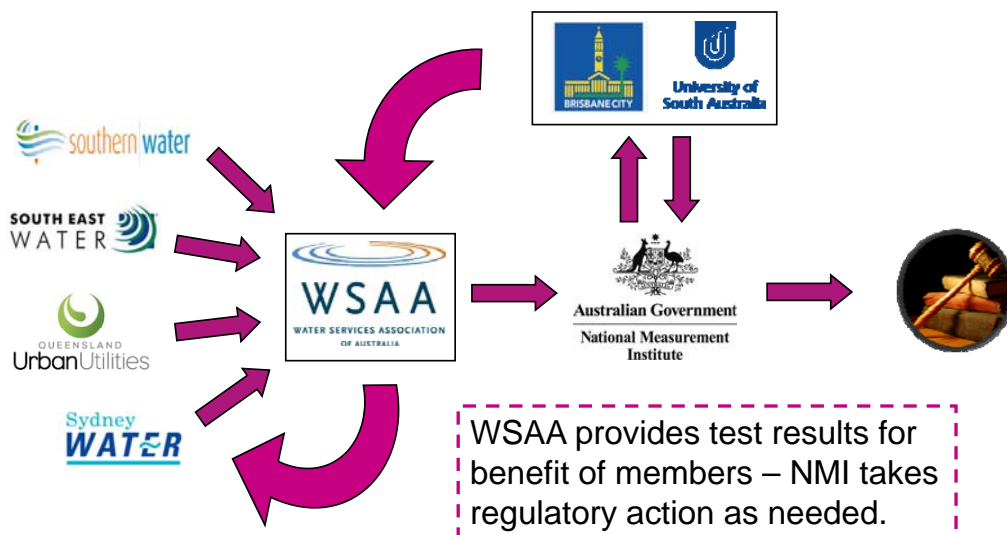 BRISBANE CITY
University of
South Australia
southern water
SOUTH EAST
WATER
WSAA
WATER SERVICES ASSOCIATION
OF AUSTRALIA
Australian Government
National Measurement
Institute
QUEENSLAND
UrbanUtilities
Sydney
WATER
WSAA provides test results for
benefit of members – NMI takes
regulatory action as needed.